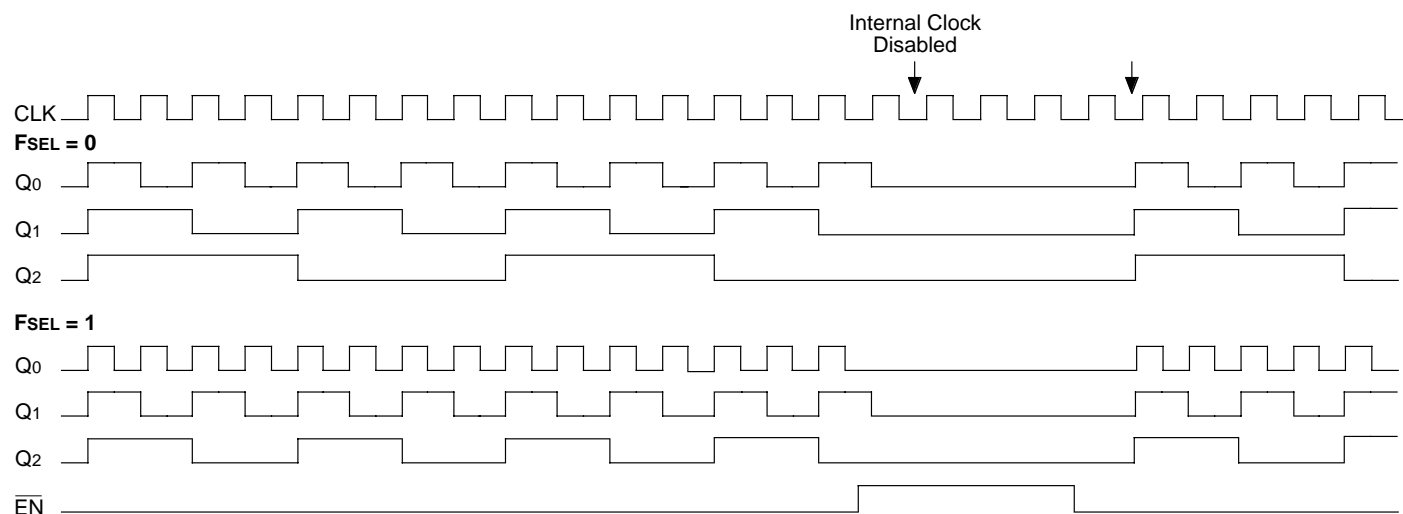 Internal Clock
Disabled
CLK
FSEL = 0
Q0
Q1
Q2
FSEL = 1
Q0
Q1
Q2
EN